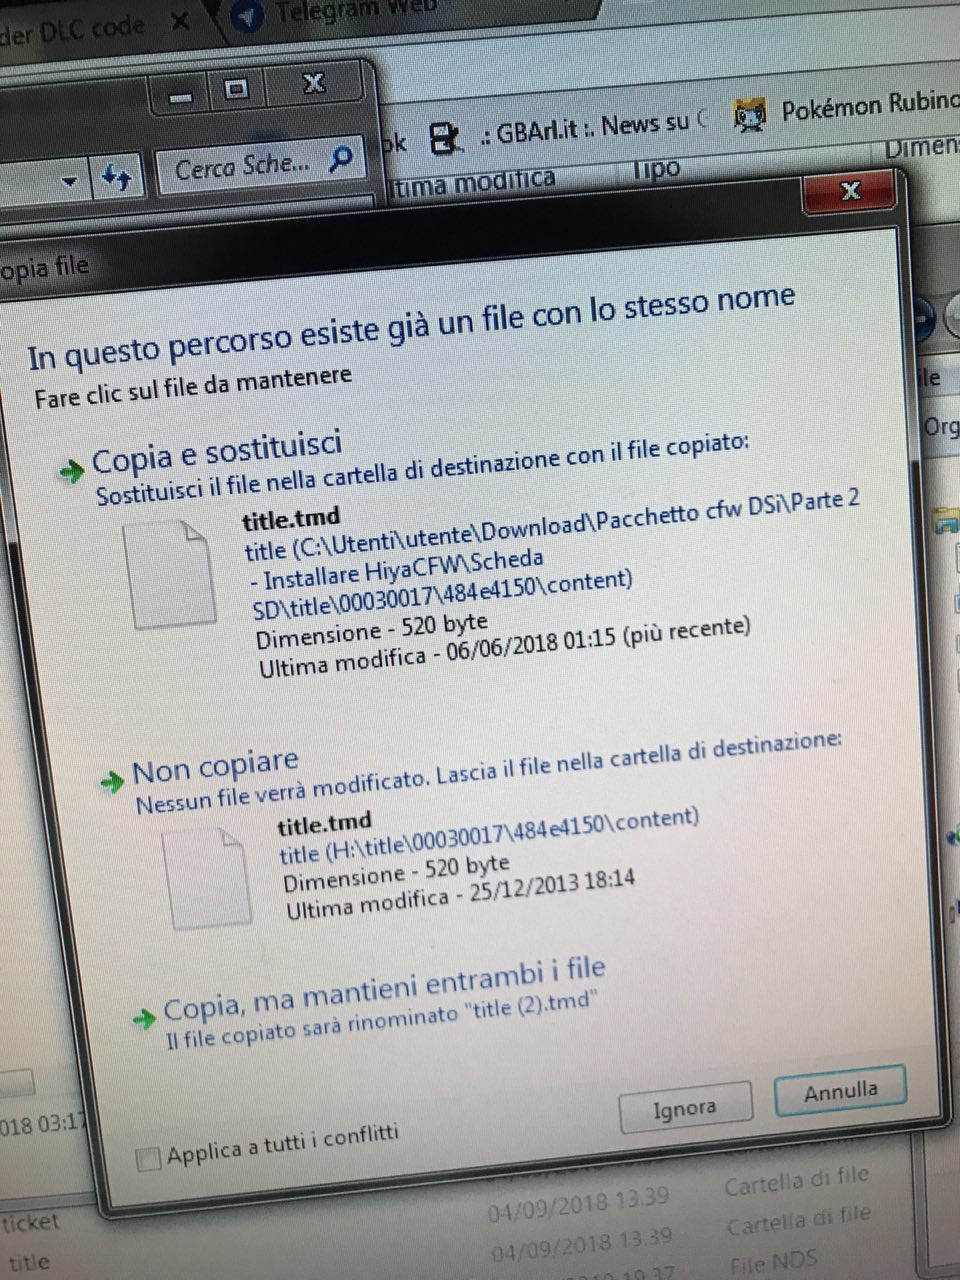 der DLC code
Telegram Web
.: GBArl.it :. News su
Pokémon Rubino
Cerca Sche...
ltima modifica
Tipo
Dimen
opia file
In questo percorso esiste già un file con lo stesso nome
Fare clic sul file da mantenere
Copia e sostituisci
Sostituisci il file nella cartella di destinazione con il file copiato:
title.tmd
title (C:\Utenti\utente\Download\Pacchetto cfw DSi\Parte 2
- Installare HiyaCFW\Scheda
SD\title\00030017\484e4150\content)
Dimensione - 520 byte
Ultima modifica - 06/06/2018 01:15 (più recente)
Non copiare
Nessun file verrà modificato. Lascia il file nella cartella di destinazione:
title.tmd
title (H:\title\00030017\484e4150\content)
Dimensione - 520 byte
Ultima modifica - 25/12/2013 18:14
Copia, ma mantieni entrambi i file
Il file copiato sarà rinominato "title (2).tmd"
Ignora
Annulla
Applica a tutti i conflitti
ile
Org
018 03:17
ticket
04/09/2018 13.39
Cartella di file
title
04/09/2018 13.39
Cartella di file
File NDS